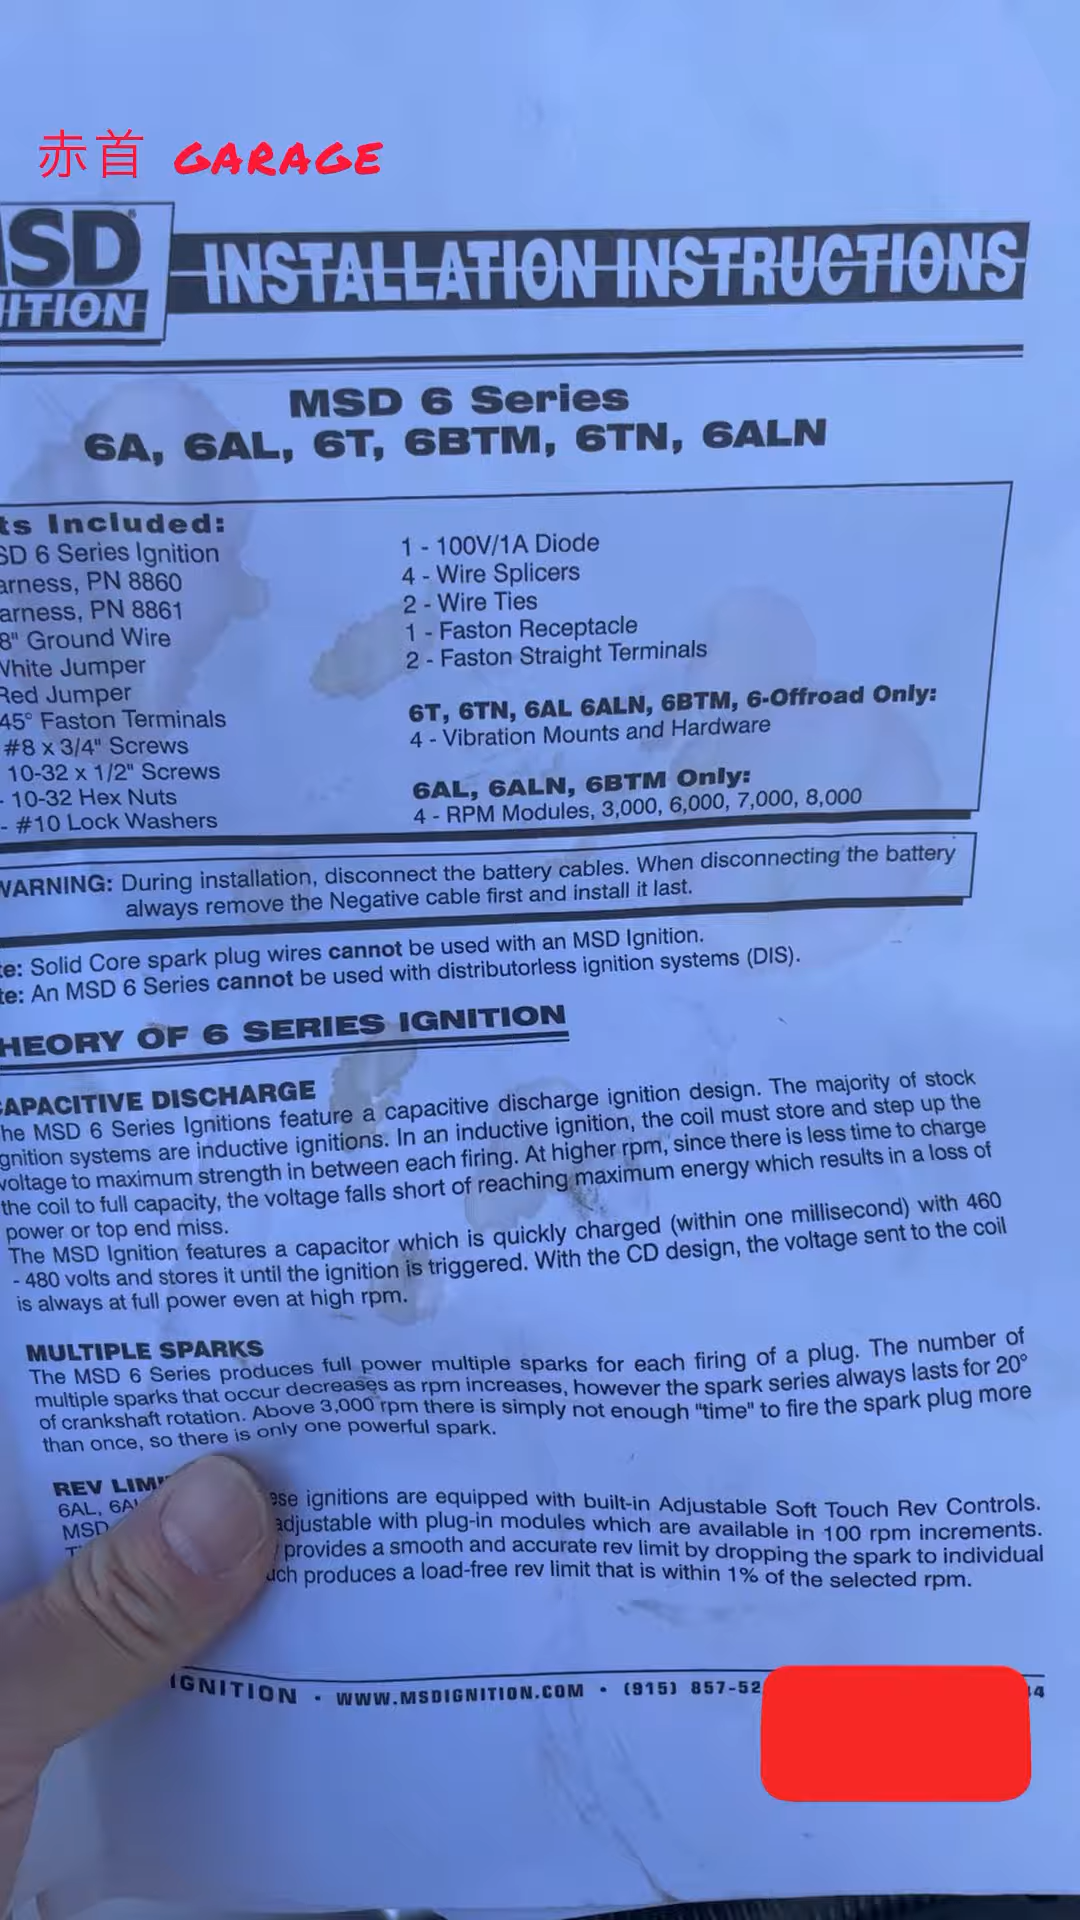 赤首 GARAGE
SD®
INSTALLATION INSTRUCTIONS
NITION
MSD 6 Series
6A, 6AL, 6T, 6BTM, 6TN, 6ALN
ts Included:
SD 6 Series Ignition
arness, PN 8860
arness, PN 8861
8" Ground Wire
White Jumper
Red Jumper
45° Faston Terminals
#8 x 3/4" Screws
10-32 x 1/2" Screws
- 10-32 Hex Nuts
- #10 Lock Washers
1 - 100V/1A Diode
4 - Wire Splicers
2 - Wire Ties
1 - Faston Receptacle
2 - Faston Straight Terminals
6T, 6TN, 6AL 6ALN, 6BTM, 6-Offroad Only:
4 - Vibration Mounts and Hardware
6AL, 6ALN, 6BTM Only:
4 - RPM Modules, 3,000, 6,000, 7,000, 8,000
WARNING: During installation, disconnect the battery cables. When disconnecting the battery
always remove the Negative cable first and install it last.
te: Solid Core spark plug wires cannot be used with an MSD Ignition.
te: An MSD 6 Series cannot be used with distributorless ignition systems (DIS).
HEORY OF 6 SERIES IGNITION
CAPACITIVE DISCHARGE
he MSD 6 Series Ignitions feature a capacitive discharge ignition design. The majority of stock
gnition systems are inductive ignitions. In an inductive ignition, the coil must store and step up the
voltage to maximum strength in between each firing. At higher rpm, since there is less time to charge
the coil to full capacity, the voltage falls short of reaching maximum energy which results in a loss of
power or top end miss.
The MSD Ignition features a capacitor which is quickly charged (within one millisecond) with 460
- 480 volts and stores it until the ignition is triggered. With the CD design, the voltage sent to the coil
is always at full power even at high rpm.
MULTIPLE SPARKS
The MSD 6 Series produces full power multiple sparks for each firing of a plug. The number of
multiple sparks that occur decreases as rpm increases, however the spark series always lasts for 20°
of crankshaft rotation. Above 3,000 rpm there is simply not enough "time" to fire the spark plug more
than once, so there is only one powerful spark.
REV LIM
6AL, 6AL ese ignitions are equipped with built-in Adjustable Soft Touch Rev Controls.
MSD adjustable with plug-in modules which are available in 100 rpm increments.
T provides a smooth and accurate rev limit by dropping the spark to individual
uch produces a load-free rev limit that is within 1% of the selected rpm.
IGNITION • WWW.MSDIGNITION.COM • (915) 857-52 4